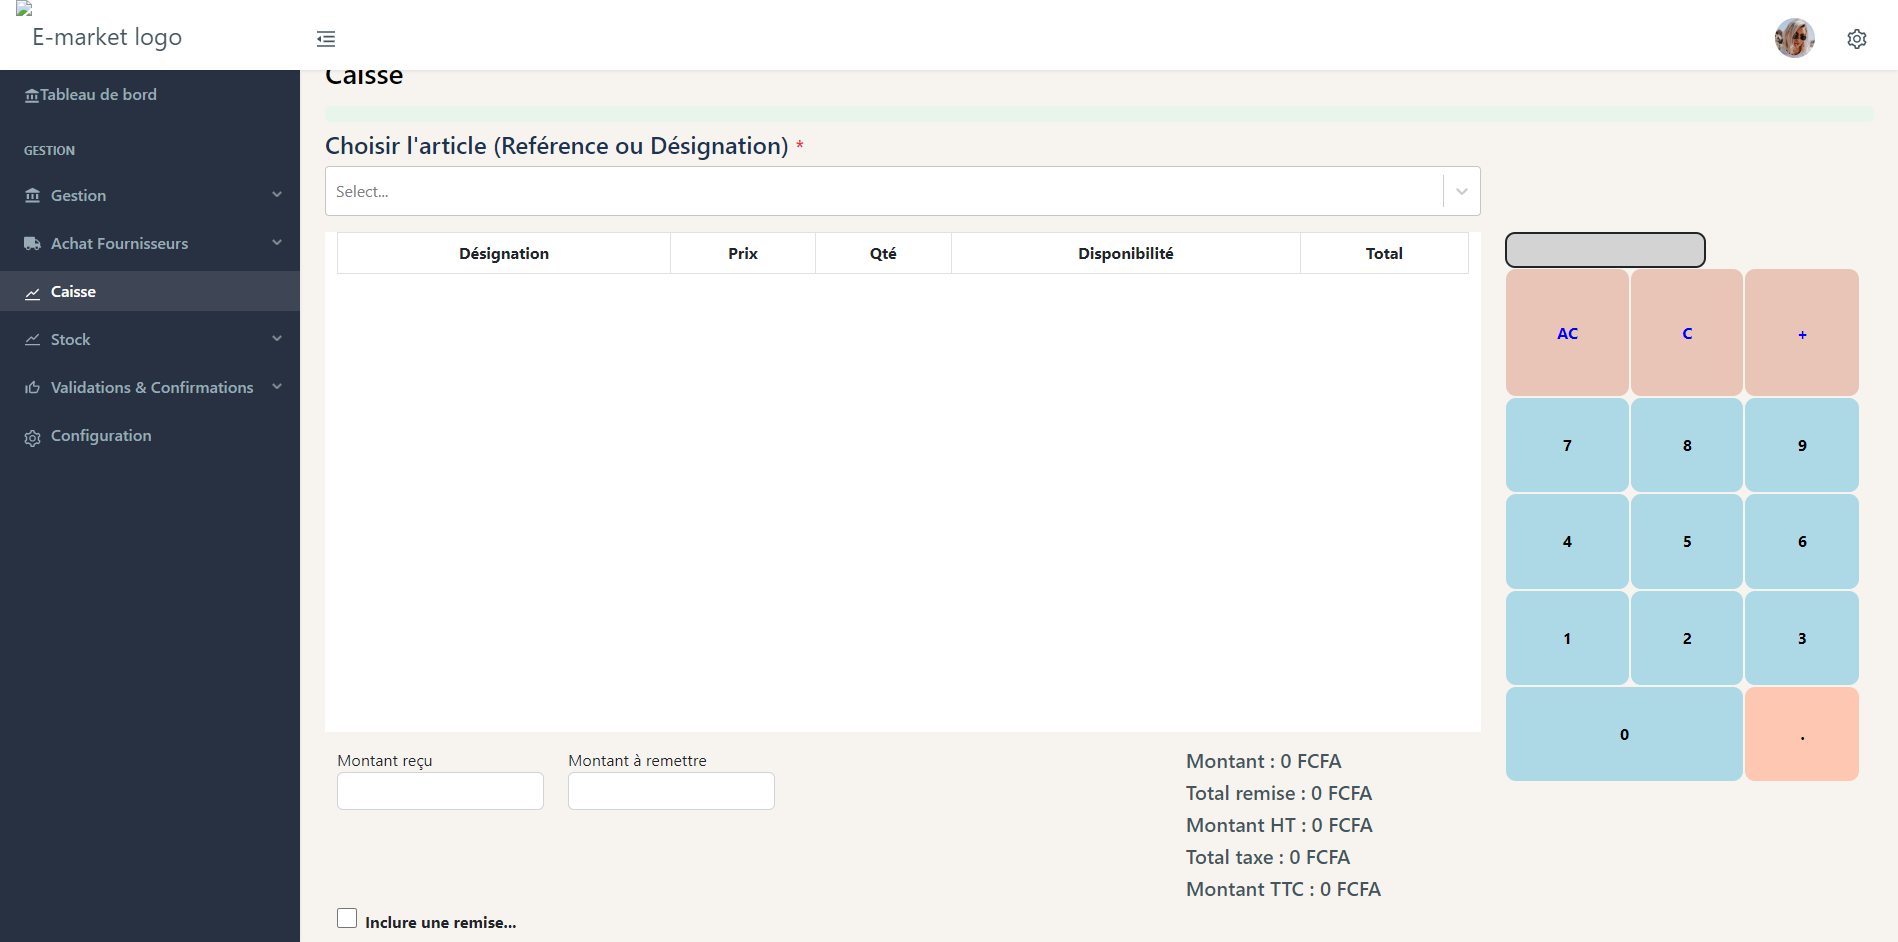 E-market logo
Caisse
Tableau de bord
GESTION
Gestion
Achat Fournisseurs
Caisse
Stock
Validations & Confirmations
Configuration
Choisir l'article (Reférence ou Désignation) *
Select...
Désignation Prix Qté Disponibilité Total
AC C +
7 8 9
4 5 6
1 2 3
0 .
Montant reçu Montant à remettre
Montant : 0 FCFA
Total remise : 0 FCFA
Montant HT : 0 FCFA
Total taxe : 0 FCFA
Montant TTC : 0 FCFA
Inclure une remise...